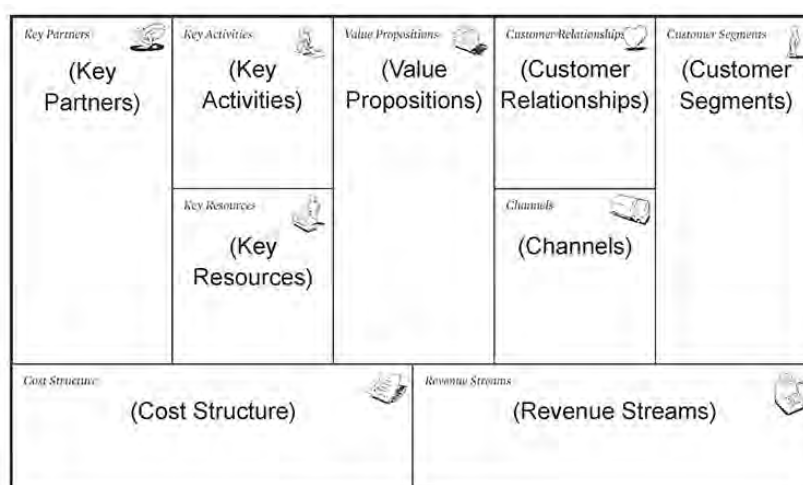 Key Partners
(Key
Partners)
Key Activities
(Key
Activities)
Value Propositions
(Value
Propositions)
Customer Relationships
(Customer
Relationships)
Customer Segments
(Customer
Segments)
Key Resources
(Key
Resources)
Channels
(Channels)
Cost Structure
(Cost Structure)
Revenue Streams
(Revenue Streams)